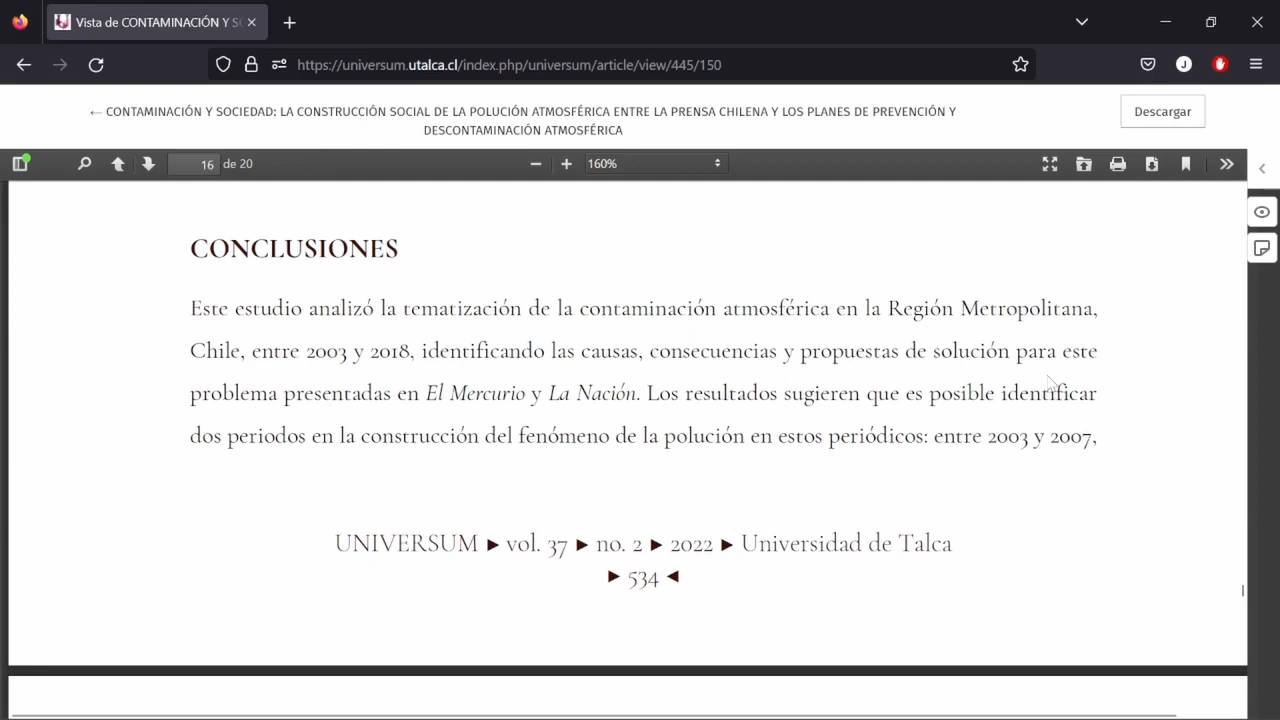 Vista de CONTAMINACIÓN Y SO
https://universum.utalca.cl/index.php/universum/article/view/445/150
J
← CONTAMINACIÓN Y SOCIEDAD: LA CONSTRUCCIÓN SOCIAL DE LA POLUCIÓN ATMOSFÉRICA ENTRE LA PRENSA CHILENA Y LOS PLANES DE PREVENCIÓN Y
DESCONTAMINACIÓN ATMOSFÉRICA
Descargar
16 de 20
160%
CONCLUSIONES
Este estudio analizó la tematización de la contaminación atmosférica en la Región Metropolitana,
Chile, entre 2003 y 2018, identificando las causas, consecuencias y propuestas de solución para este
problema presentadas en El Mercurio y La Nación. Los resultados sugieren que es posible identificar
dos periodos en la construcción del fenómeno de la polución en estos periódicos: entre 2003 y 2007,
UNIVERSUM ▶ vol. 37 ▶ no. 2 ▶ 2022 ▶ Universidad de Talca
▶ 534 ◀